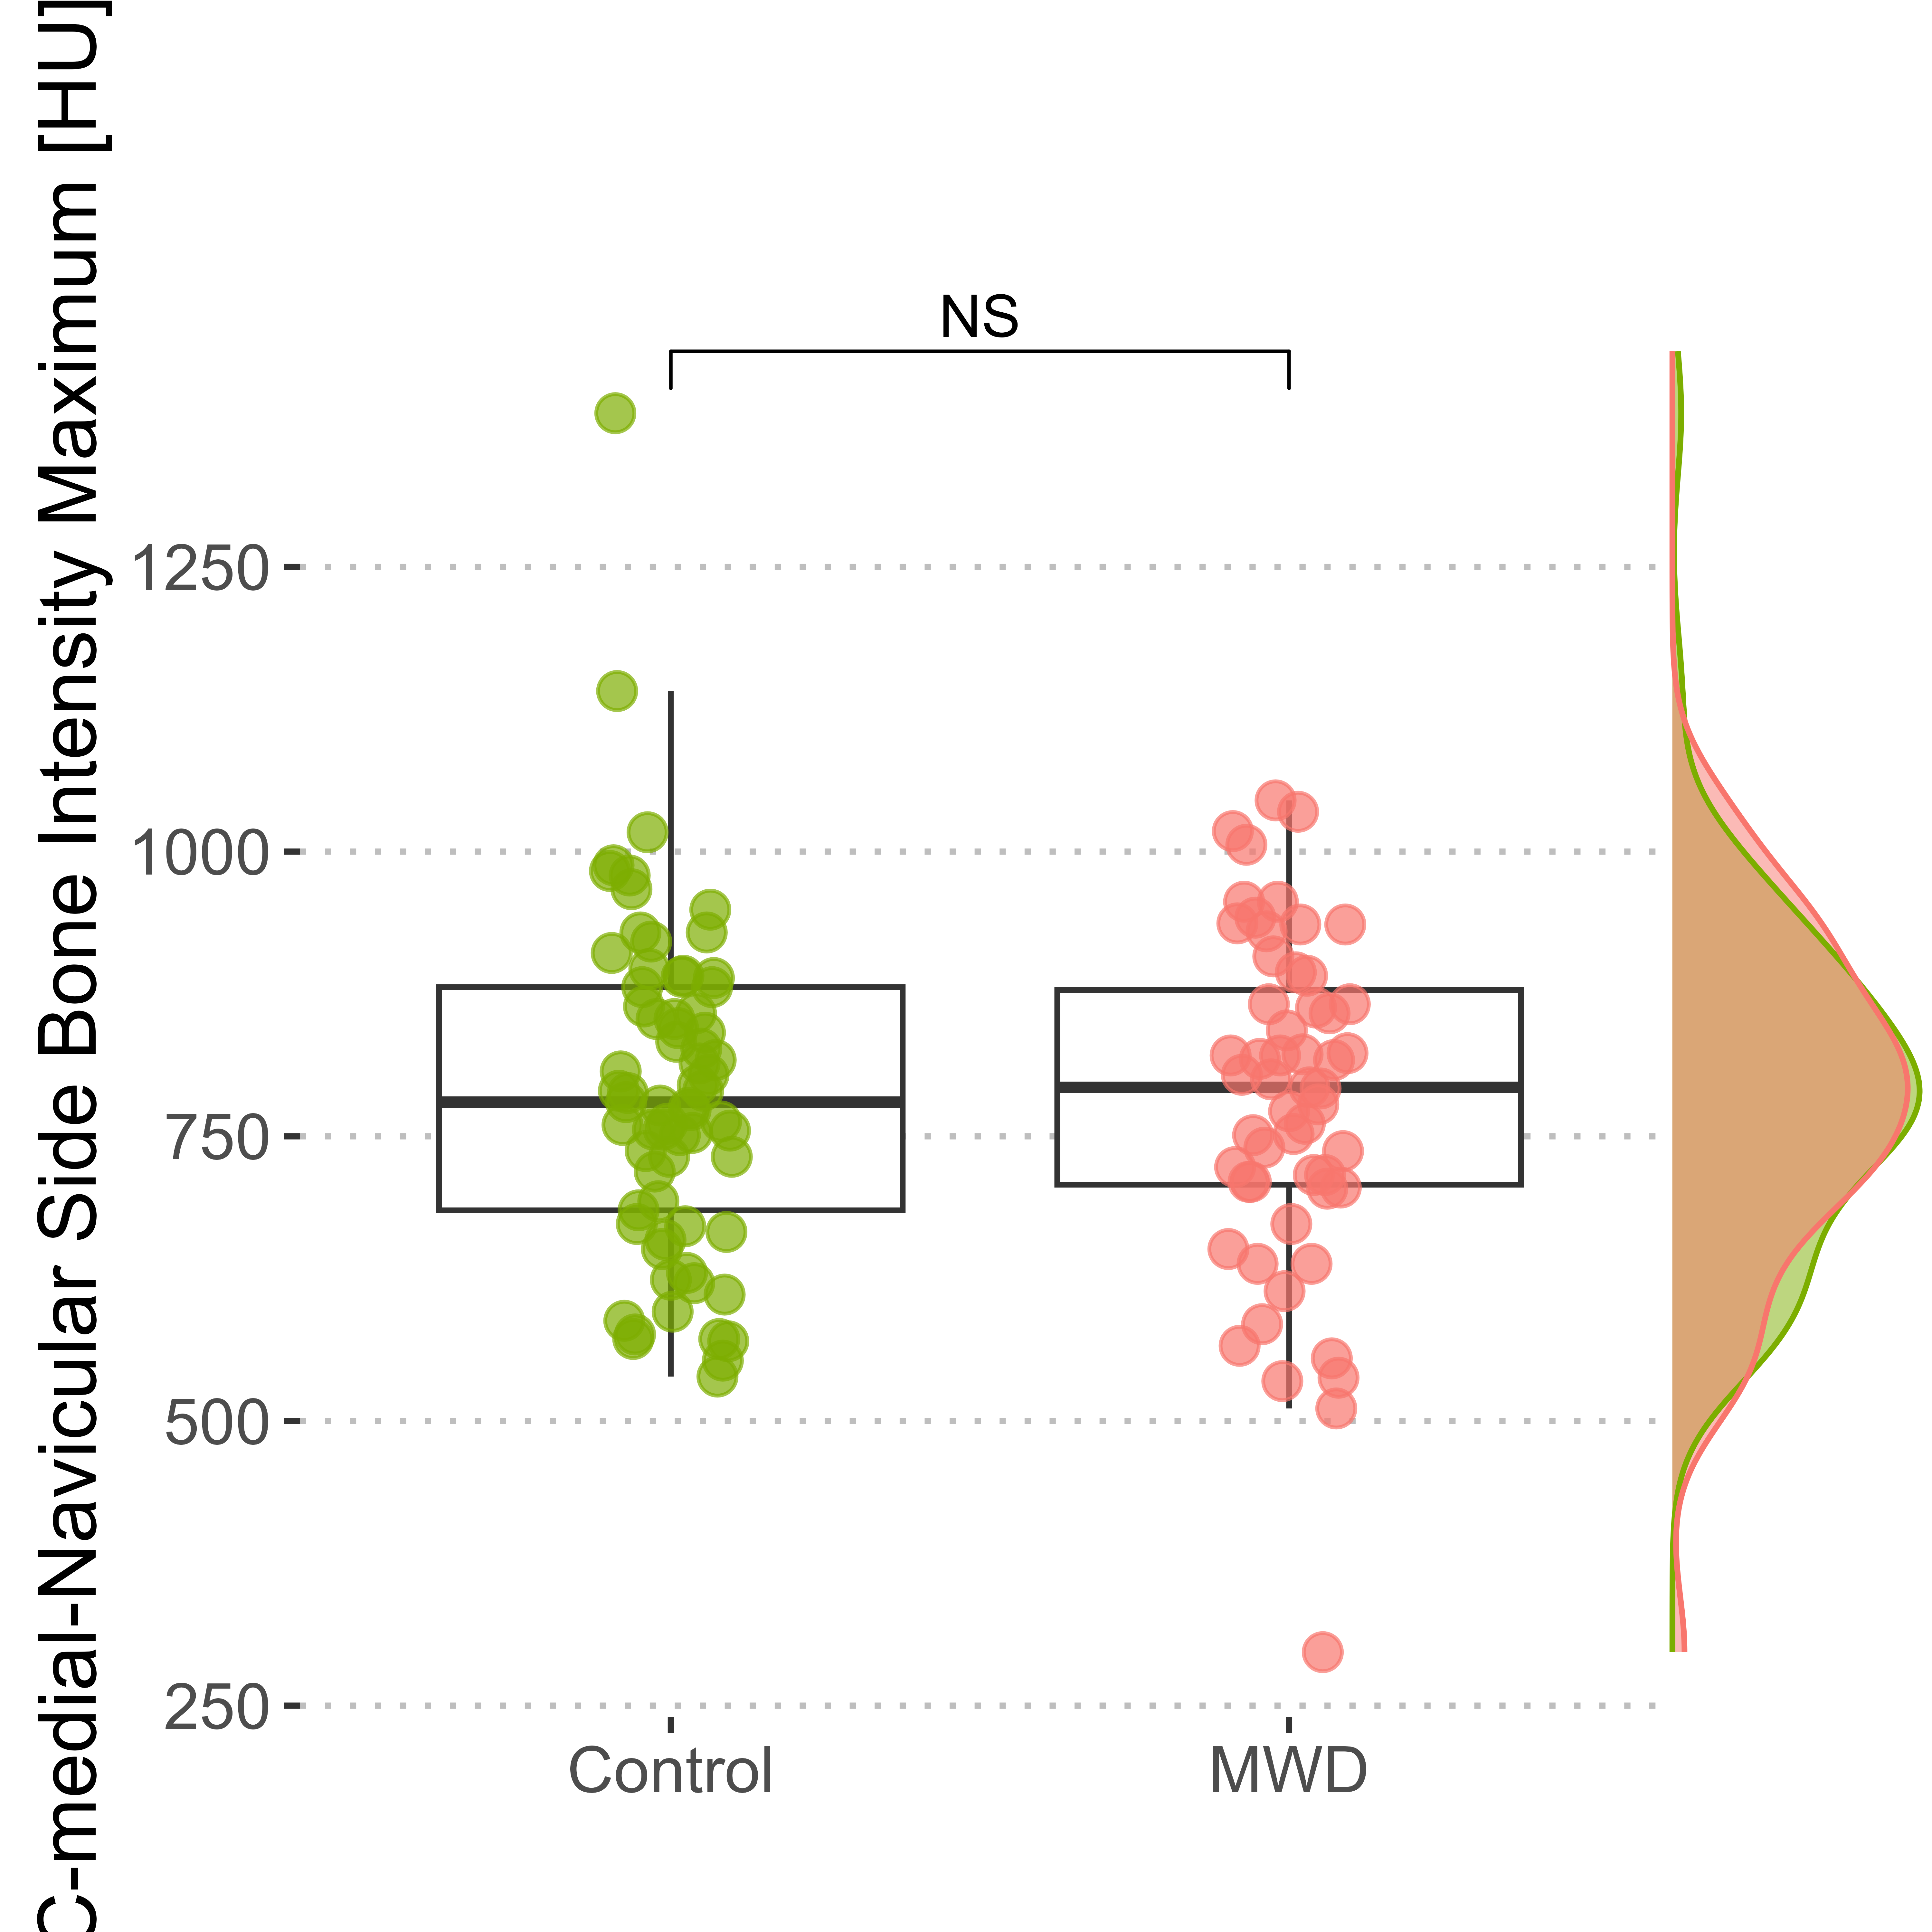 C-medial-Navicular Side Bone Intensity Maximum [HU]
NS
1250
1000
750
500
250
Control
MWD